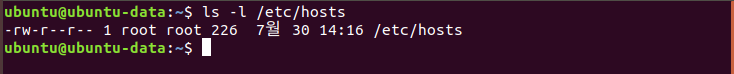 ubuntu@ubuntu-data:~$ ls -l /etc/hosts
-rw-r--r-- 1 root root 226  7월 30 14:16 /etc/hosts
ubuntu@ubuntu-data:~$